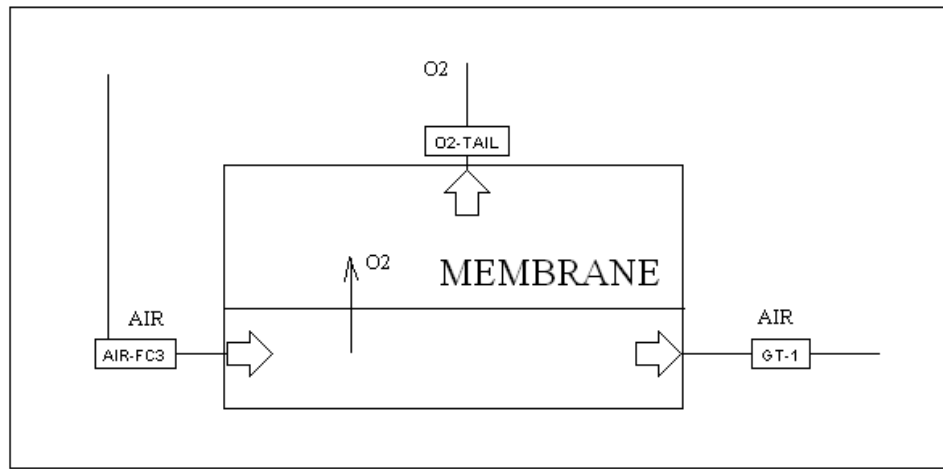 O2
O2-TAIL
O2
MEMBRANE
AIR
AIR
AIR-FC3
GT-1